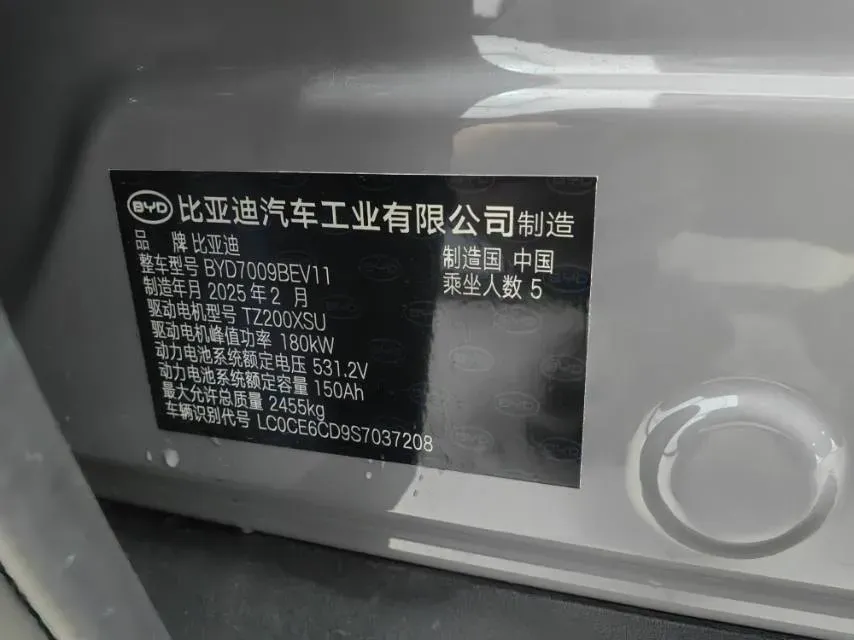 BYD 比亚迪汽车工业有限公司制造
品 牌 比亚迪
制造国 中国
整车型号 BYD7009BEV11
乘坐人数 5
制造年月 2025 年 2 月
驱动电机型号 TZ200XSU
驱动电机峰值功率 180kW
动力电池系统额定电压 531.2V
动力电池系统额定容量 150Ah
最大允许总质量 2455kg
车辆识别代号 LC0CE6CD9S7037208